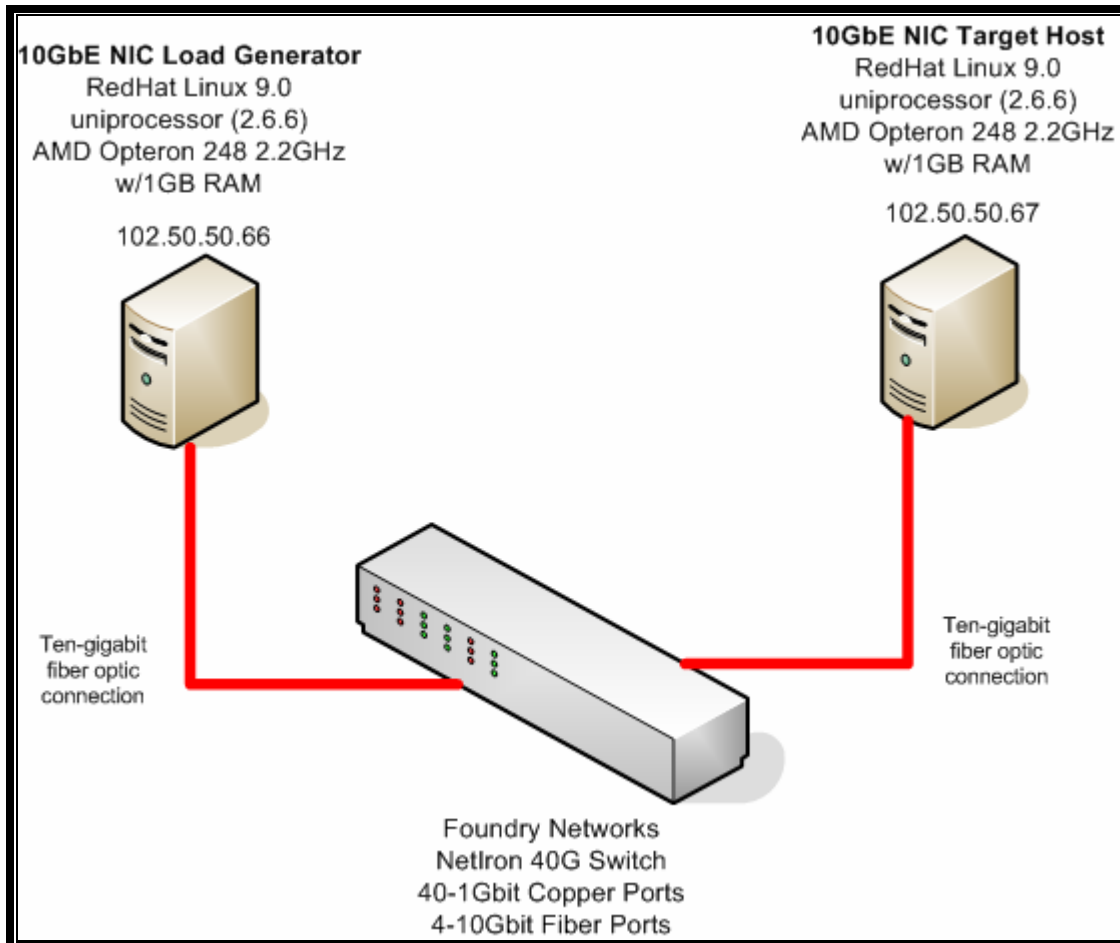 10GbE NIC Load Generator
RedHat Linux 9.0
uniprocessor (2.6.6)
AMD Opteron 248 2.2GHz
w/1GB RAM
102.50.50.66
10GbE NIC Target Host
RedHat Linux 9.0
uniprocessor (2.6.6)
AMD Opteron 248 2.2GHz
w/1GB RAM
102.50.50.67
Ten-gigabit
fiber optic
connection
Ten-gigabit
fiber optic
connection
Foundry Networks
NetIron 40G Switch
40-1Gbit Copper Ports
4-10Gbit Fiber Ports